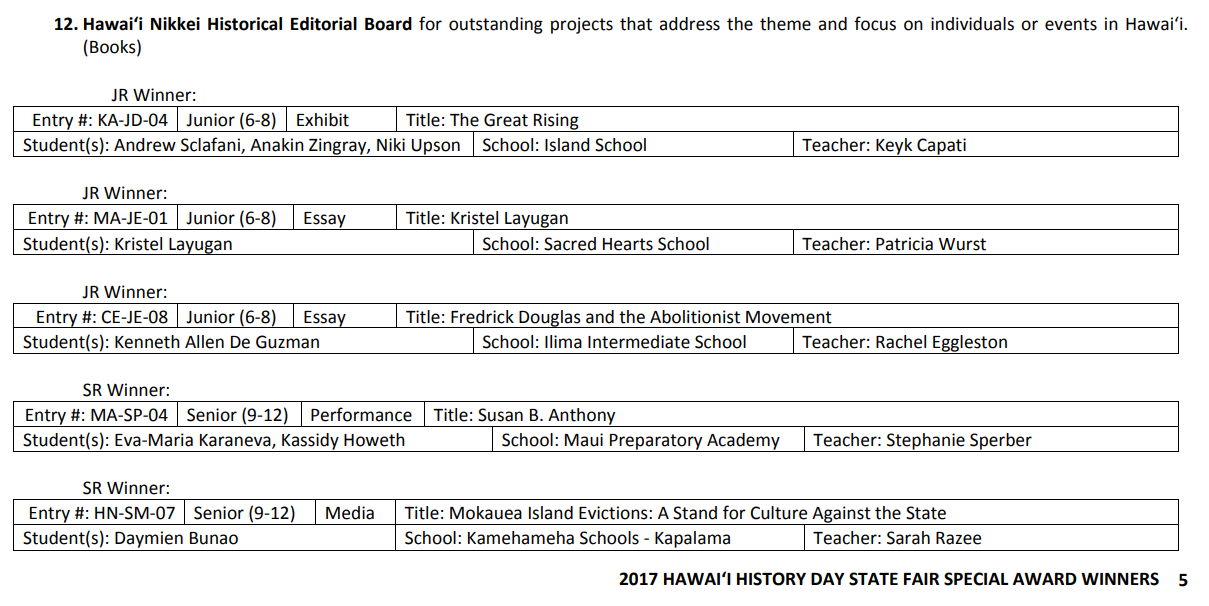 12. Hawai‘i Nikkei Historical Editorial Board for outstanding projects that address the theme and focus on individuals or events in Hawai‘i.
(Books)
JR Winner:
Entry #: KA-JD-04 Junior (6-8) Exhibit Title: The Great Rising
Student(s): Andrew Sclafani, Anakin Zingray, Niki Upson School: Island School Teacher: Keyk Capati
JR Winner:
Entry #: MA-JE-01 Junior (6-8) Essay Title: Kristel Layugan
Student(s): Kristel Layugan School: Sacred Hearts School Teacher: Patricia Wurst
JR Winner:
Entry #: CE-JE-08 Junior (6-8) Essay Title: Fredrick Douglas and the Abolitionist Movement
Student(s): Kenneth Allen De Guzman School: Ilima Intermediate School Teacher: Rachel Eggleston
SR Winner:
Entry #: MA-SP-04 Senior (9-12) Performance Title: Susan B. Anthony
Student(s): Eva-Maria Karaneva, Kassidy Howeth School: Maui Preparatory Academy Teacher: Stephanie Sperber
SR Winner:
Entry #: HN-SM-07 Senior (9-12) Media Title: Mokauea Island Evictions: A Stand for Culture Against the State
Student(s): Daymien Bunao School: Kamehameha Schools - Kapalama Teacher: Sarah Razee
2017 HAWAI‘I HISTORY DAY STATE FAIR SPECIAL AWARD WINNERS 5